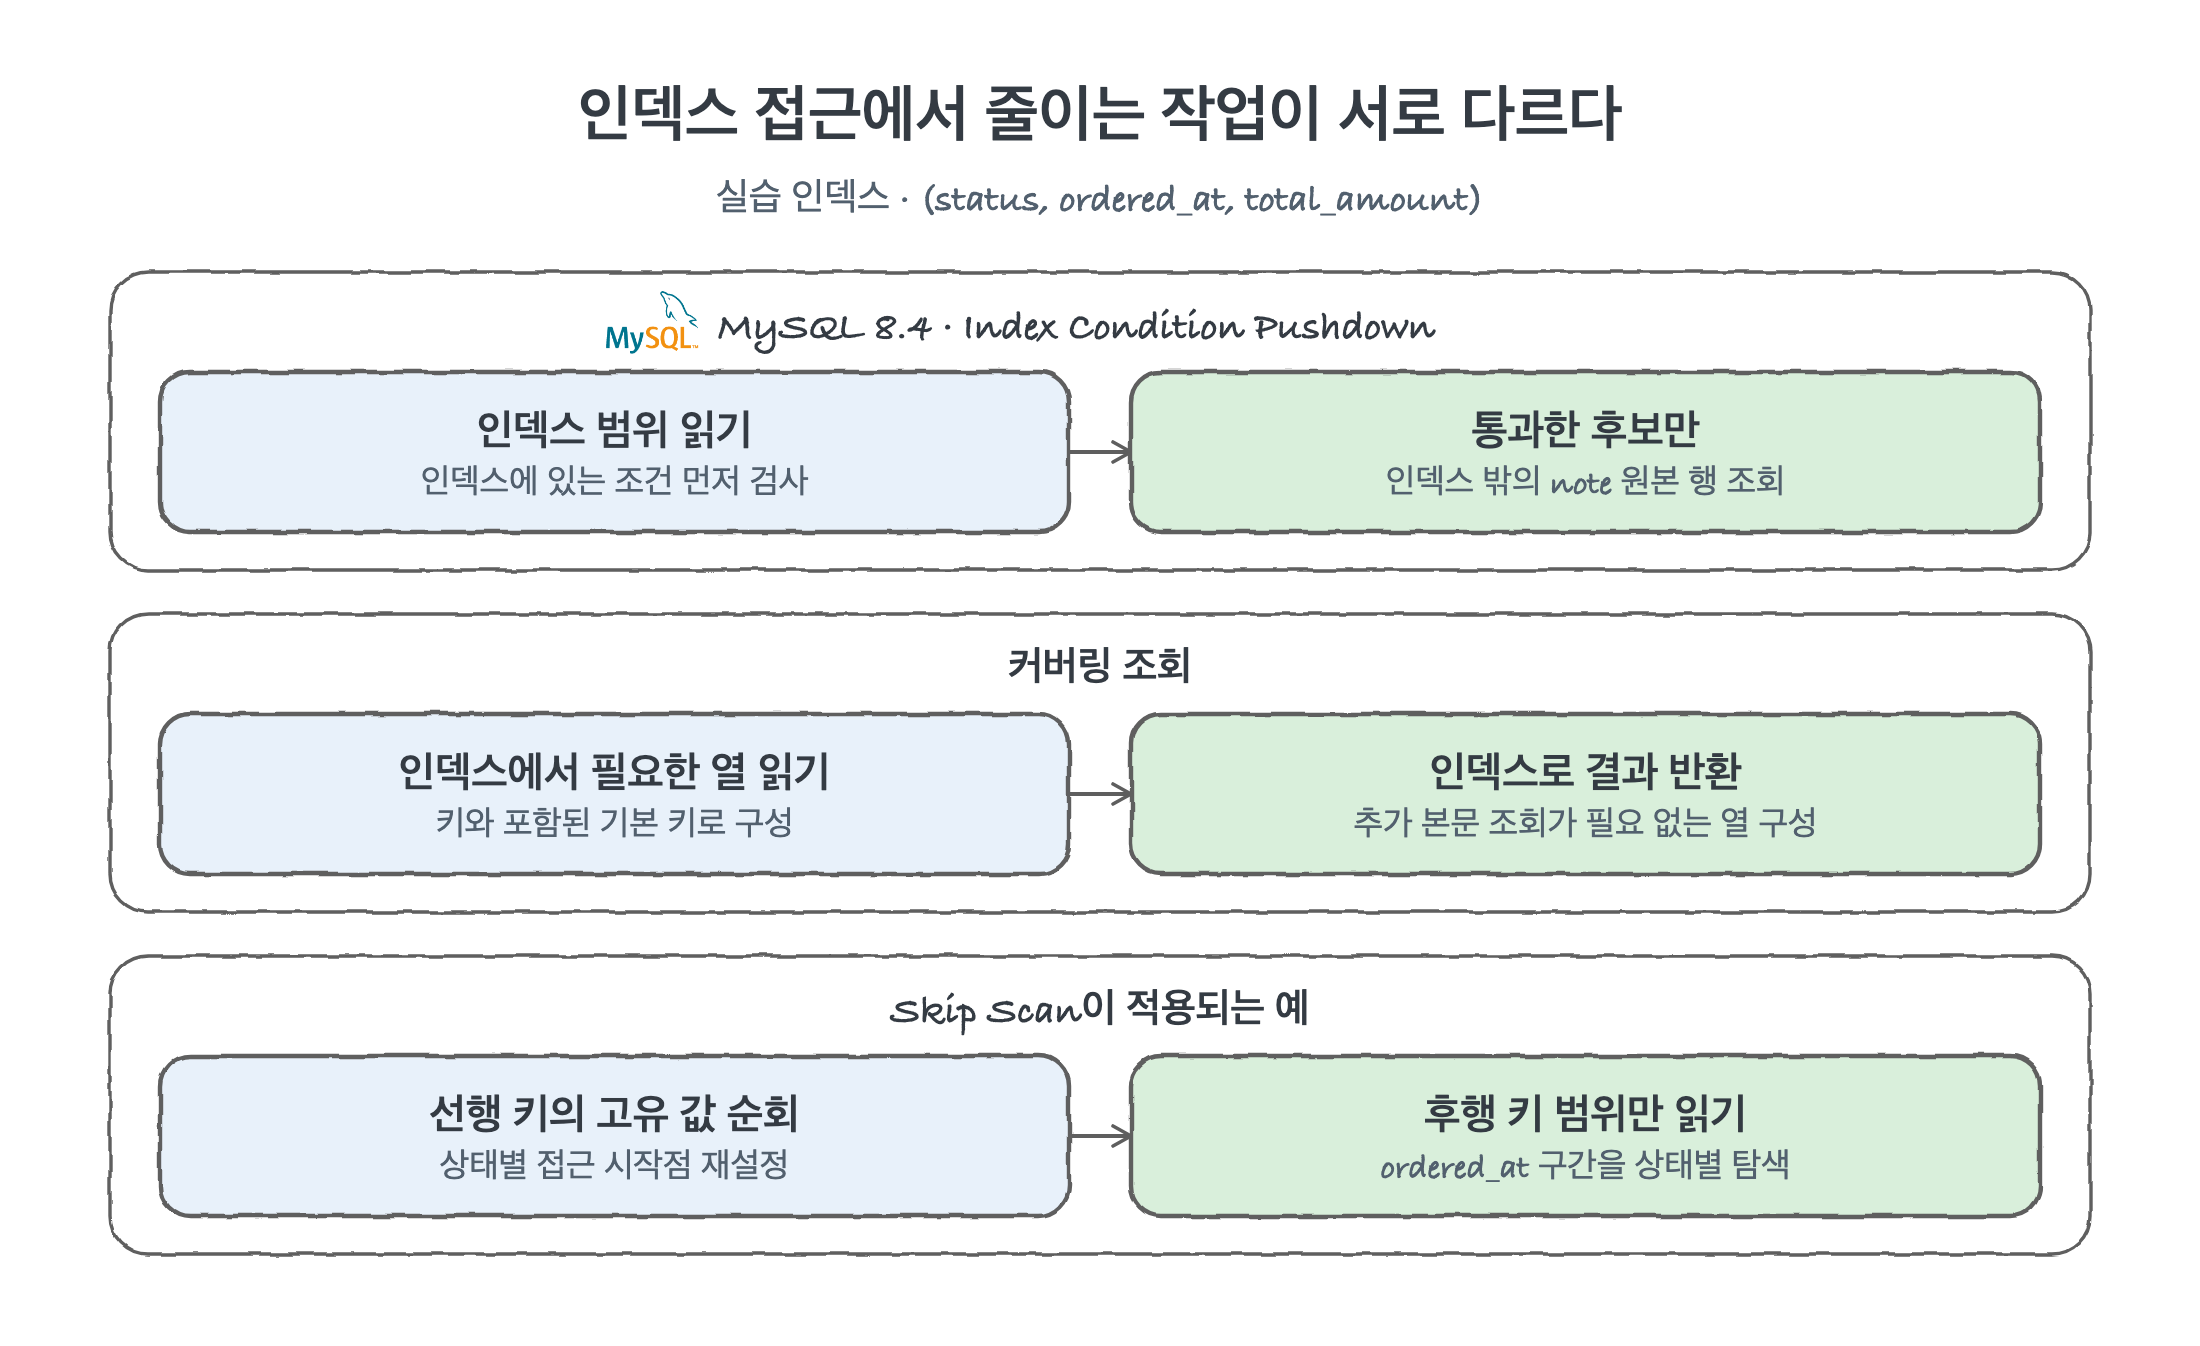 인덱스 접근에서 줄이는 작업이 서로 다르다
실습 인덱스 · (status, ordered_at, total_amount)
MySQL™ MySQL 8.4 · Index Condition Pushdown
인덱스 범위 읽기
인덱스에 있는 조건 먼저 검사
통과한 후보만
인덱스 밖의 note 원본 행 조회
커버링 조회
인덱스에서 필요한 열 읽기
키와 포함된 기본 키로 구성
인덱스로 결과 반환
추가 본문 조회가 필요 없는 열 구성
Skip Scan이 적용되는 예
선행 키의 고유 값 순회
상태별 접근 시작점 재설정
후행 키 범위만 읽기
ordered_at 구간을 상태별 탐색